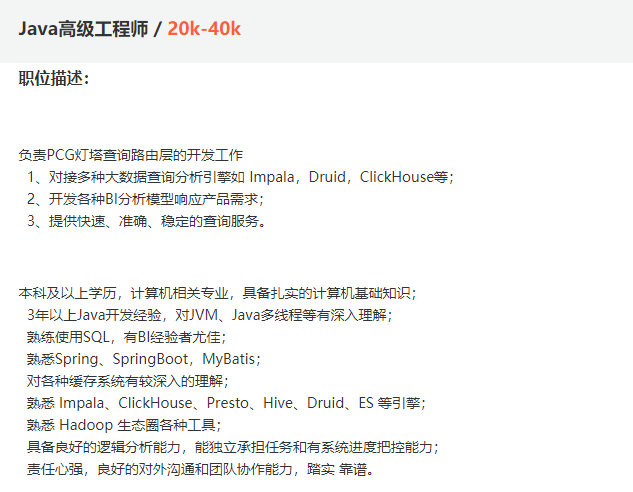 Java高级工程师 / 20k-40k
职位描述：
负责PCG灯塔查询路由层的开发工作
1、对接多种大数据查询分析引擎如 Impala，Druid，ClickHouse等；
2、开发各种BI分析模型响应产品需求；
3、提供快速、准确、稳定的查询服务。
本科及以上学历，计算机相关专业，具备扎实的计算机基础知识；
3年以上Java开发经验，对JVM、Java多线程等有深入理解；
熟练使用SQL，有BI经验者尤佳；
熟悉Spring、SpringBoot，MyBatis；
对各种缓存系统有较深入的理解；
熟悉 Impala、ClickHouse、Presto、Hive、Druid、ES 等引擎；
熟悉 Hadoop 生态圈各种工具；
具备良好的逻辑分析能力，能独立承担任务和有系统进度把控能力；
责任心强，良好的对外沟通和团队协作能力，踏实 靠谱。